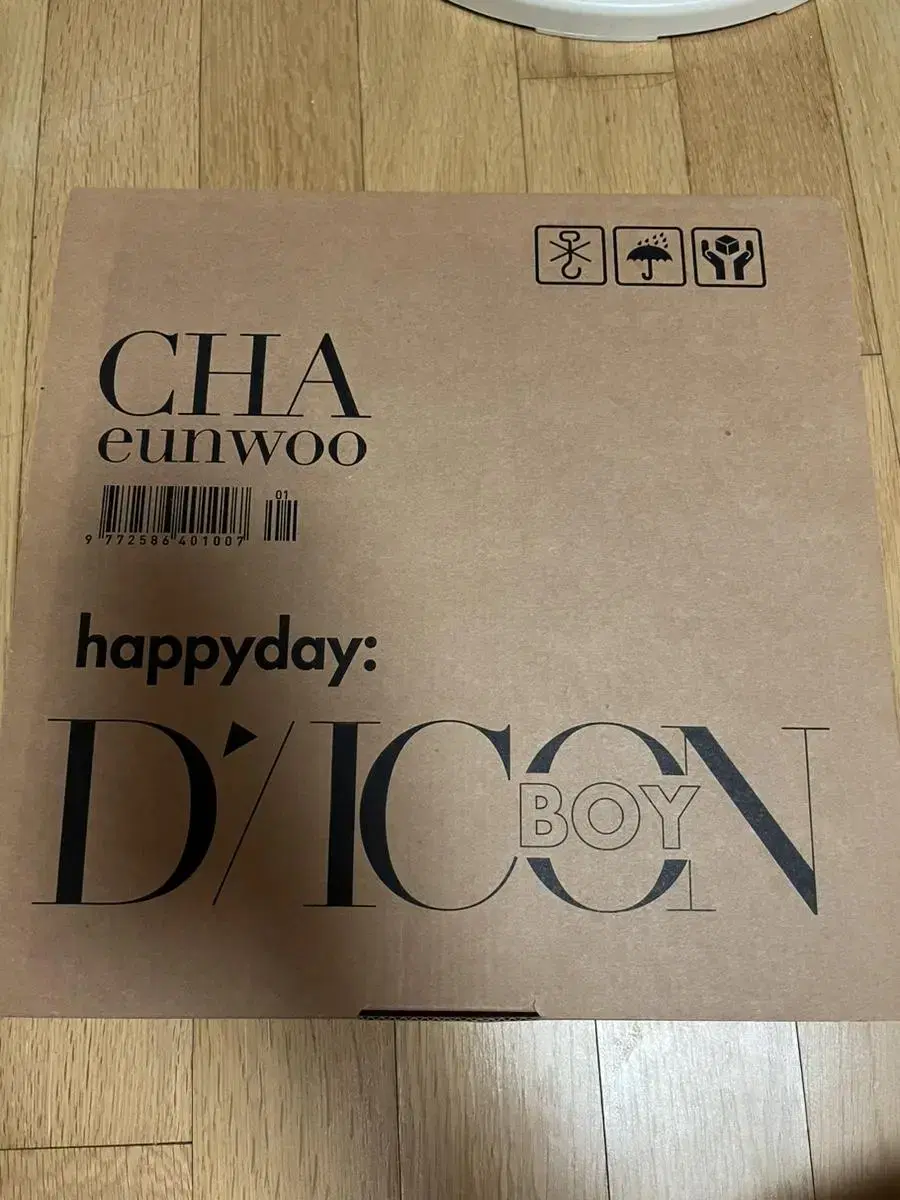 CHA
eunwoo
01
9 772586 401007
happyday:
D'/ICON
BOY